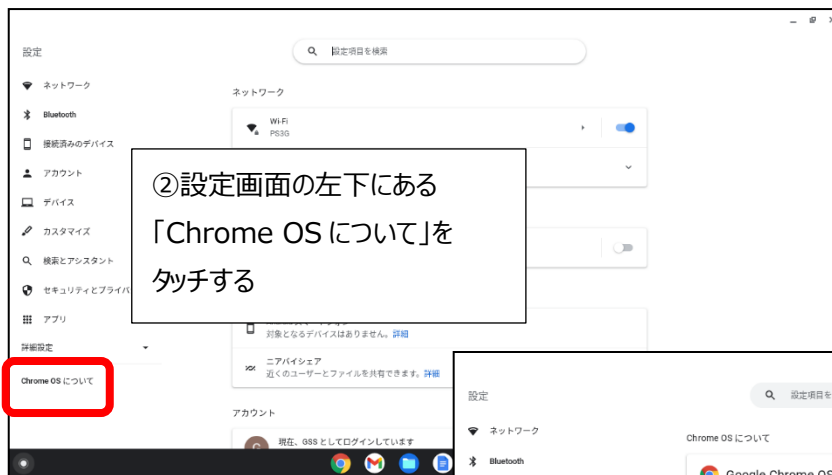 設定
設定項目を検索
ネットワーク
Bluetooth
接続済みのデバイス
アカウント
デバイス
カスタマイズ
検索とアシスタント
セキュリティとプライバ
アプリ
詳細設定
Chrome OS について
ネットワーク
Wi-Fi
PS3G
②設定画面の左下にある
「Chrome OS について」を
タッチする
対象となるデバイスはありません。詳細
ニアバイシェア
近くのユーザーとファイルを共有できます。詳細
アカウント
現在、GSS としてログインしています
設定
設定項目を
ネットワーク
Bluetooth
Chrome OS について
Google Chrome OS